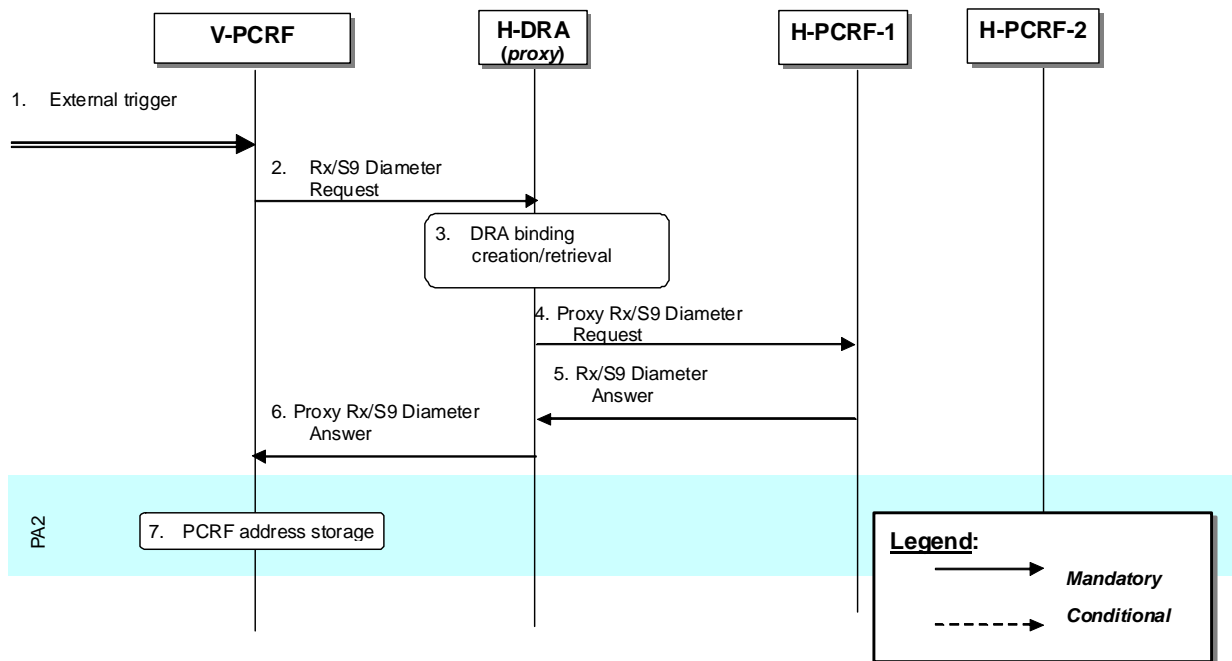 V-PCRF
H-DRA
(proxy)
H-PCRF-1
H-PCRF-2
1. External trigger
2. Rx/S9 Diameter
Request
3. DRA binding
creation/retrieval
4. Proxy Rx/S9 Diameter
Request
5. Rx/S9 Diameter
Answer
6. Proxy Rx/S9 Diameter
Answer
PA2
7. PCRF address storage
Legend:
Mandatory
Conditional